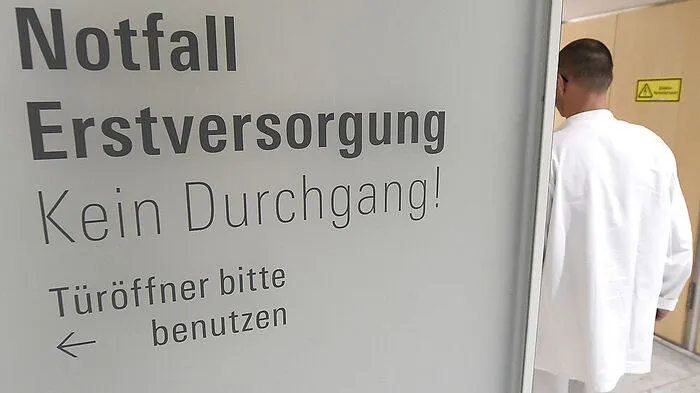 Notfall
Erstversorgung
Kein Durchgang!
Türöffner bitte
← benutzen